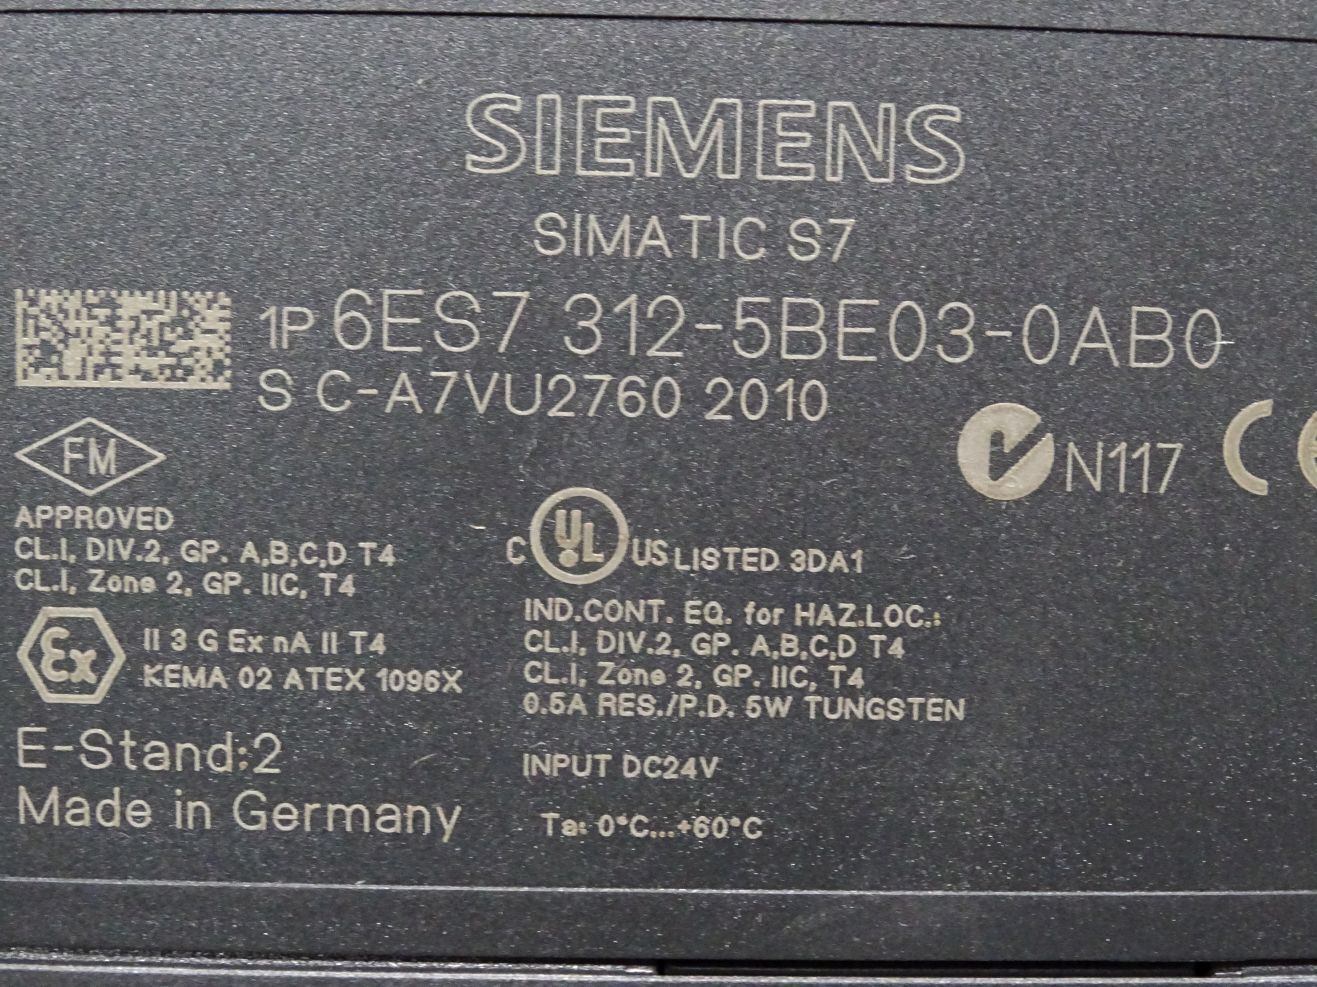 SIEMENS
SIMATIC S7
1P 6ES7 312-5BE03-0AB0
S C-A7VU2760 2010
FM
N117
CE
APPROVED
CL.I, DIV.2, GP. A,B,C,D T4
CL.I, Zone 2, GP. IIC, T4
C UL US LISTED 3DA1
IND.CONT. EQ. for HAZ.LOC.:
CL.I, DIV.2, GP. A,B,C,D T4
CL.I, Zone 2, GP. IIC, T4
0.5A RES./P.D. 5W TUNGSTEN
Ex
II 3 G Ex nA II T4
KEMA 02 ATEX 1096X
E-Stand:2
Made in Germany
INPUT DC24V
Ta: 0°C...+60°C